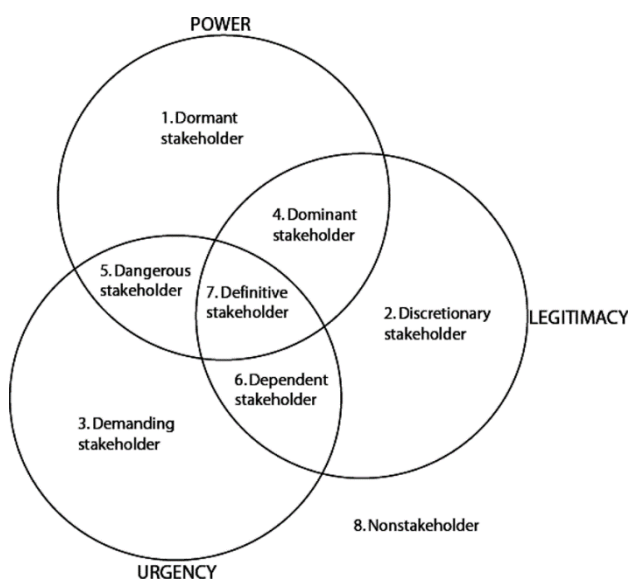 POWER
1. Dormant
stakeholder
4. Dominant
stakeholder
5. Dangerous
stakeholder
7. Definitive
stakeholder
2. Discretionary
stakeholder
LEGITIMACY
6. Dependent
stakeholder
3. Demanding
stakeholder
8. Nonstakeholder
URGENCY